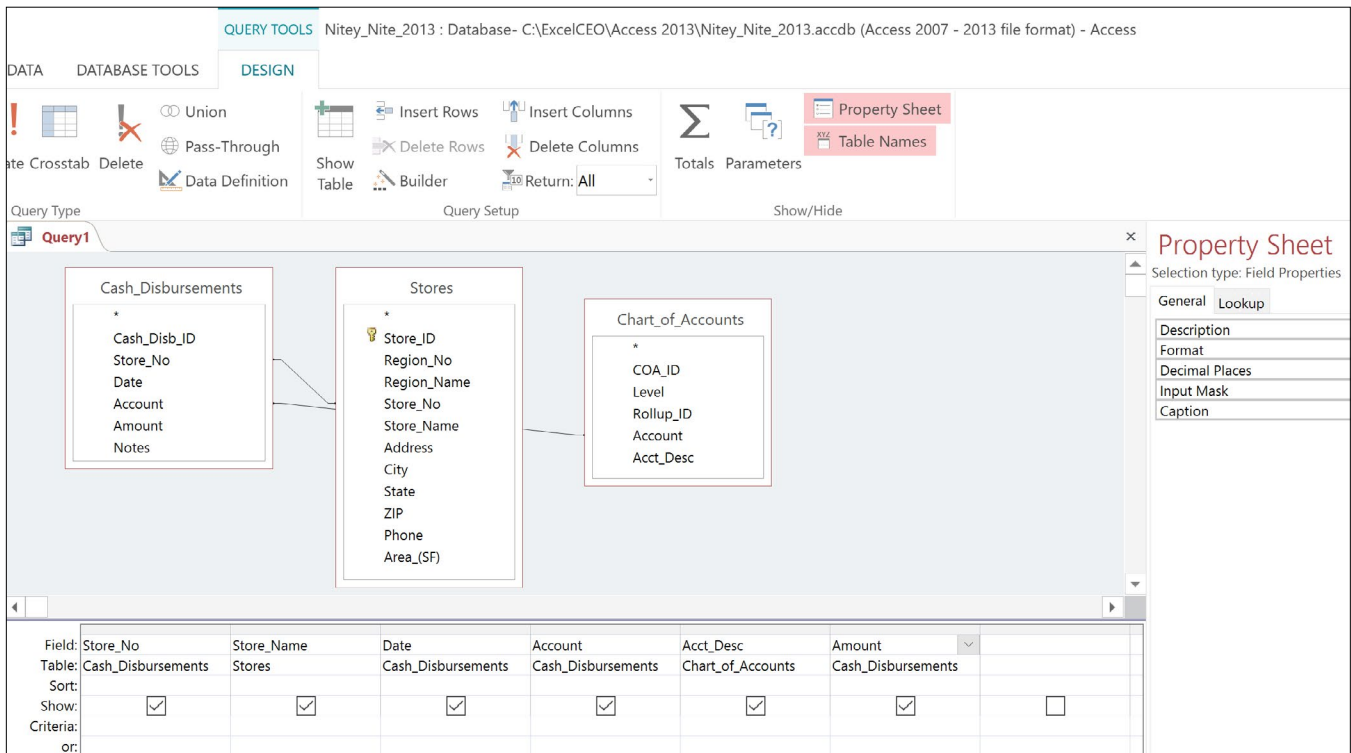 QUERY TOOLS Nitey_Nite_2013 : Database- C:\ExcelCEO\Access 2013\Nitey_Nite_2013.accdb (Access 2007 - 2013 file format) - Access
DATA DATABASE TOOLS DESIGN
Union
Pass-Through
Data Definition
Crosstab Delete
Query Type
Show Table
Insert Rows
Delete Rows
Builder
Insert Columns
Delete Columns
Return: All
Query Setup
Totals Parameters
Property Sheet
XYZ Table Names
Show/Hide
Query1
Cash_Disbursements
*
Cash_Disb_ID
Store_No
Date
Account
Amount
Notes
Stores
*
Store_ID
Region_No
Region_Name
Store_No
Store_Name
Address
City
State
ZIP
Phone
Area_(SF)
Chart_of_Accounts
*
COA_ID
Level
Rollup_ID
Account
Acct_Desc
Property Sheet
Selection type: Field Properties
General Lookup
Description
Format
Decimal Places
Input Mask
Caption
Field: Store_No Store_Name Date Account Acct_Desc Amount
Table: Cash_Disbursements Stores Cash_Disbursements Cash_Disbursements Chart_of_Accounts Cash_Disbursements
Sort:
Show:
Criteria:
or: